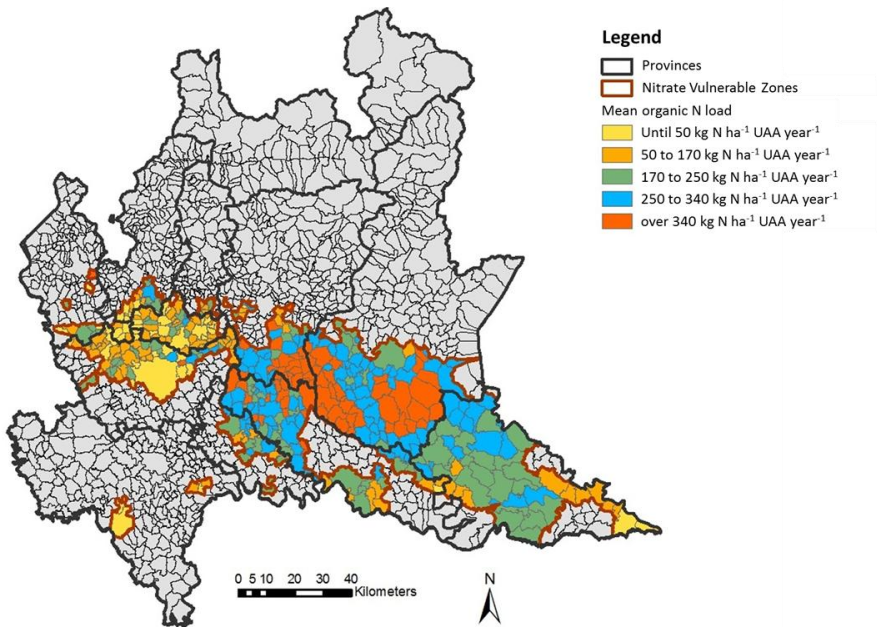 Legend
Provinces
Nitrate Vulnerable Zones
Mean organic N load
Until 50 kg N ha⁻¹ UAA year⁻¹
50 to 170 kg N ha⁻¹ UAA year⁻¹
170 to 250 kg N ha⁻¹ UAA year⁻¹
250 to 340 kg N ha⁻¹ UAA year⁻¹
over 340 kg N ha⁻¹ UAA year⁻¹
N
0 5 10 20 30 40
Kilometers